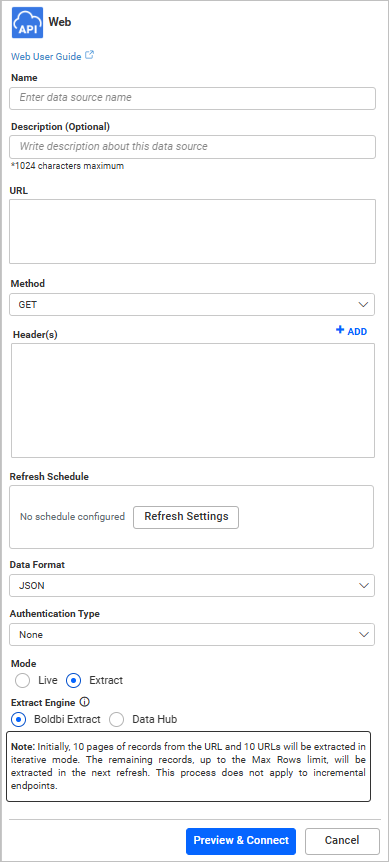 API
Web
Web User Guide
Name
Enter data source name
Description (Optional)
Write description about this data source
*1024 characters maximum
URL
Method
GET
Header(s)
+ ADD
Refresh Schedule
No schedule configured
Refresh Settings
Data Format
JSON
Authentication Type
None
Mode
Live
Extract
Extract Engine
Boldbi Extract
Data Hub
Note: Initially, 10 pages of records from the URL and 10 URLs will be extracted in
iterative mode. The remaining records, up to the Max Rows limit, will be
extracted in the next refresh. This process does not apply to incremental
endpoints.
Preview & Connect
Cancel